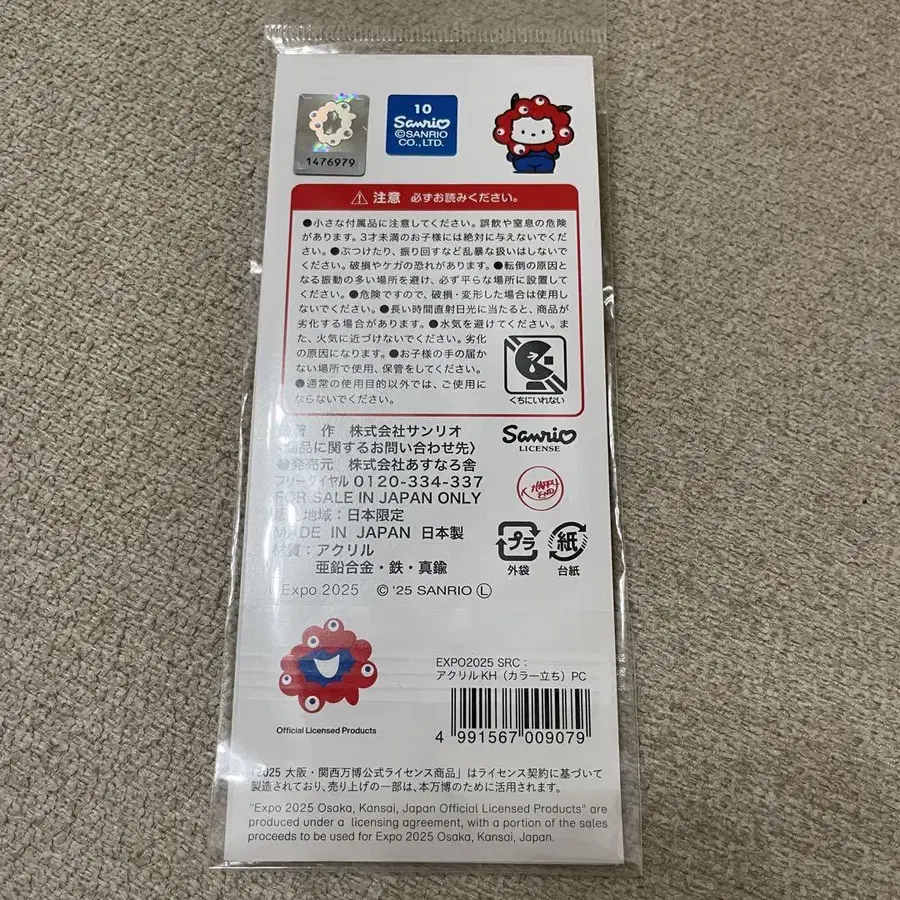 1476979
10
Sanrio
©SANRIO
CO., LTD.
注意 必ずお読みください。
●小さな付属品に注意してください。誤飲や窒息の危険
があります。3才未満のお子様には絶対に与えないでくだ
さい。●ぶつけたり、振り回すなど乱暴な扱いはしないで
ください。破損やケガの恐れがあります。●転倒の原因と
なる振動の多い場所を避け、必ず平らな場所に設置して
ください。●危険ですので、破損・変形した場合は使用し
ないでください。●長い時間直射日光に当たると、商品が
劣化する場合があります。●水気を避けてください。ま
た、火気に近づけないでください。劣化
の原因になります。●お子様の手の届か
ない場所で使用、保管をしてください。
●通常の使用目的以外では、ご使用に
ならないでください。
くちにいれない
著 作 株式会社サンリオ
〈商品に関するお問い合わせ先〉
発売元 株式会社あすなろ舎
フリーダイヤル 0120-334-337
FOR SALE IN JAPAN ONLY
地域：日本限定
MADE IN JAPAN 日本製
材質：アクリル
亜鉛合金・鉄・真鍮
Expo 2025 © '25 SANRIO Ⓛ
Sanrio
LICENSE
HAPPY
END
プラ
外袋
紙
台紙
Official Licensed Products
EXPO2025 SRC：
アクリルKH（カラー立ち）PC
4 991567 009079
「2025 大阪・関西万博公式ライセンス商品」はライセンス契約に基づいて
製造されており、売り上げの一部は、本万博のために活用されます。
"Expo 2025 Osaka, Kansai, Japan Official Licensed Products" are
produced under a licensing agreement, with a portion of the sales
proceeds to be used for Expo 2025 Osaka, Kansai, Japan.